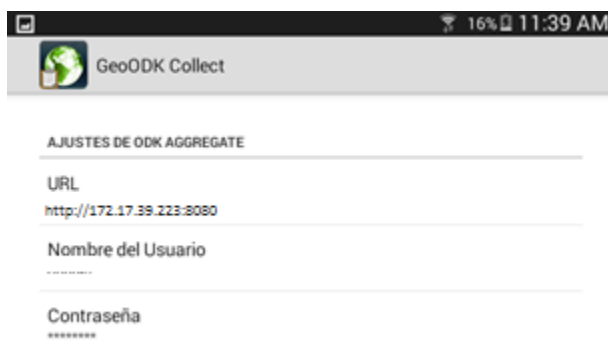 16% 11:39 AM
GeoODK Collect
AJUSTES DE ODK AGGREGATE
URL
http://172.17.39.223:8080
Nombre del Usuario
Contraseña
********